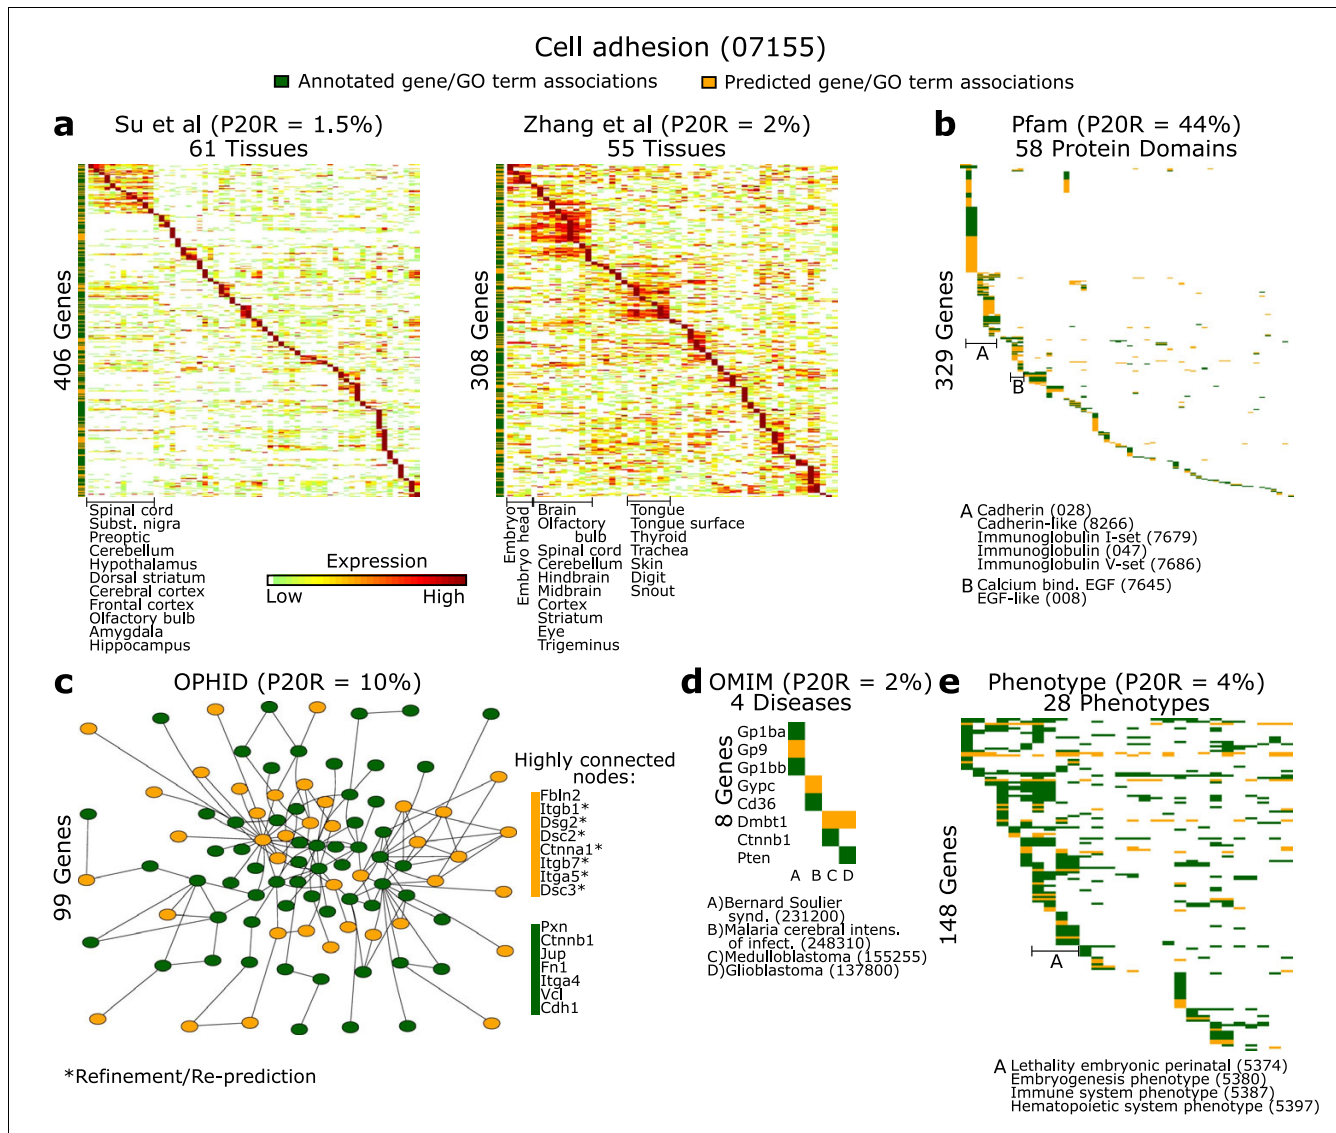 Cell adhesion (07155)
Annotated gene/GO term associations
Predicted gene/GO term associations
a
Su et al (P20R = 1.5%)
61 Tissues
406 Genes
Spinal cord
Subst. nigra
Preoptic
Cerebellum
Hypothalamus
Dorsal striatum
Cerebral cortex
Frontal cortex
Olfactory bulb
Amygdala
Hippocampus
Expression
Low
High
Zhang et al (P20R = 2%)
55 Tissues
308 Genes
Embryo
Embryo head
Brain
Olfactory
bulb
Spinal cord
Cerebellum
Hindbrain
Midbrain
Cortex
Striatum
Eye
Trigeminus
Tongue
Tongue surface
Thyroid
Trachea
Skin
Digit
Snout
b
Pfam (P20R = 44%)
58 Protein Domains
329 Genes
A
B
A Cadherin (028)
Cadherin-like (8266)
Immunoglobulin I-set (7679)
Immunoglobulin (047)
Immunoglobulin V-set (7686)
B Calcium bind. EGF (7645)
EGF-like (008)
c
OPHID (P20R = 10%)
99 Genes
Highly connected
nodes:
Fbln2
Itgb1*
Dsg2*
Dsc2*
Ctnna1*
Itgb7*
Itga5*
Dsc3*
Pxn
Ctnnb1
Jup
Fn1
Itga4
Vcl
Cdh1
*Refinement/Re-prediction
d
OMIM (P20R = 2%)
4 Diseases
8 Genes
Gp1ba
Gp9
Gp1bb
Gypc
Cd36
Dmbt1
Ctnnb1
Pten
A B C D
A)Bernard Soulier
synd. (231200)
B)Malaria cerebral intens.
of infect. (248310)
C)Medulloblastoma (155255)
D)Glioblastoma (137800)
e
Phenotype (P20R = 4%)
28 Phenotypes
148 Genes
A
A Lethality embryonic perinatal (5374)
Embryogenesis phenotype (5380)
Immune system phenotype (5387)
Hematopoietic system phenotype (5397)